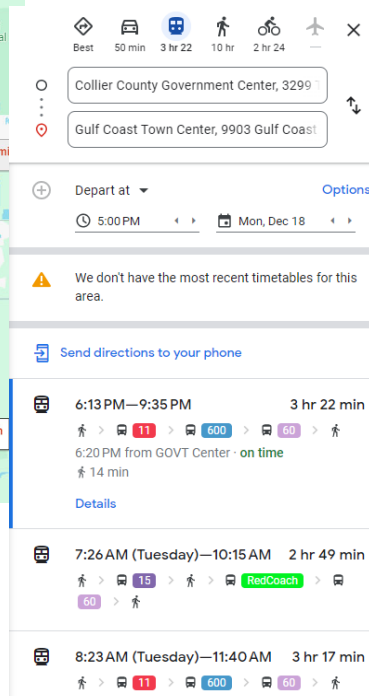 Best
50 min
3 hr 22
10 hr
2 hr 24
—
Collier County Government Center, 3299
Gulf Coast Town Center, 9903 Gulf Coast
Depart at
Options
5:00 PM
Mon, Dec 18
We don't have the most recent timetables for this
area.
Send directions to your phone
6:13 PM—9:35 PM 3 hr 22 min
11 600 60
6:20 PM from GOVT Center · on time
14 min
Details
7:26 AM (Tuesday)—10:15 AM 2 hr 49 min
15 RedCoach
60
8:23 AM (Tuesday)—11:40 AM 3 hr 17 min
11 600 60